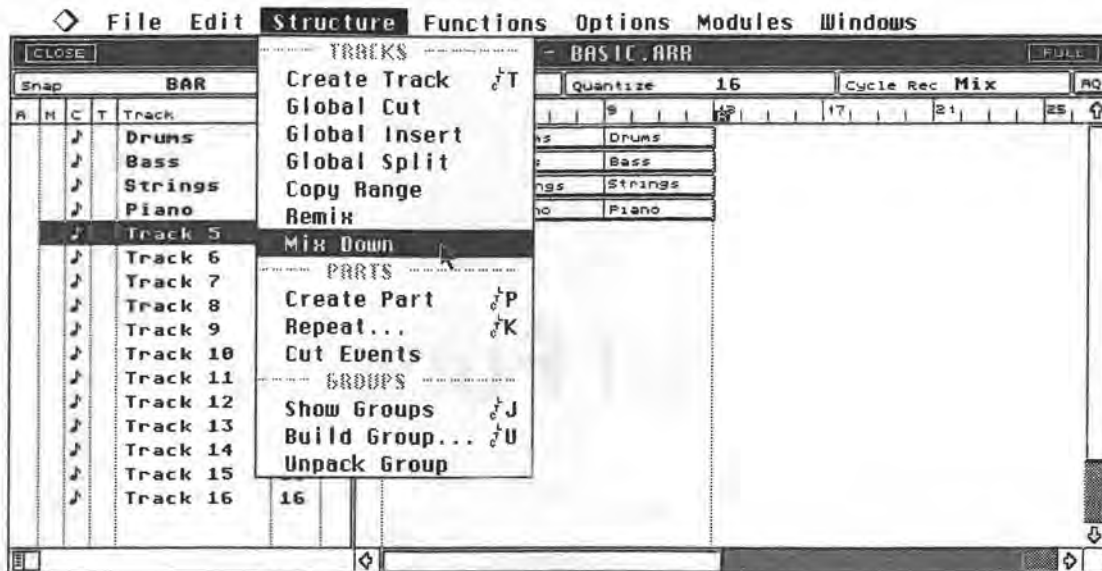 File Edit Structure Functions Options Modules Windows
CLOSE - BASIC.ARR FULL
Snap BAR Quantize 16 Cycle Rec Mix
A M C T Track 9 17 21 25
Drums Drums
Bass Bass
Strings Strings
Piano Piano
Track 5
Track 6
Track 7
Track 8
Track 9
Track 10
Track 11
Track 12
Track 13
Track 14
Track 15
Track 16 16
TRACKS
Create Track T
Global Cut
Global Insert
Global Split
Copy Range
Remix
Mix Down
PARTS
Create Part P
Repeat... K
Cut Events
GROUPS
Show Groups J
Build Group... U
Unpack Group